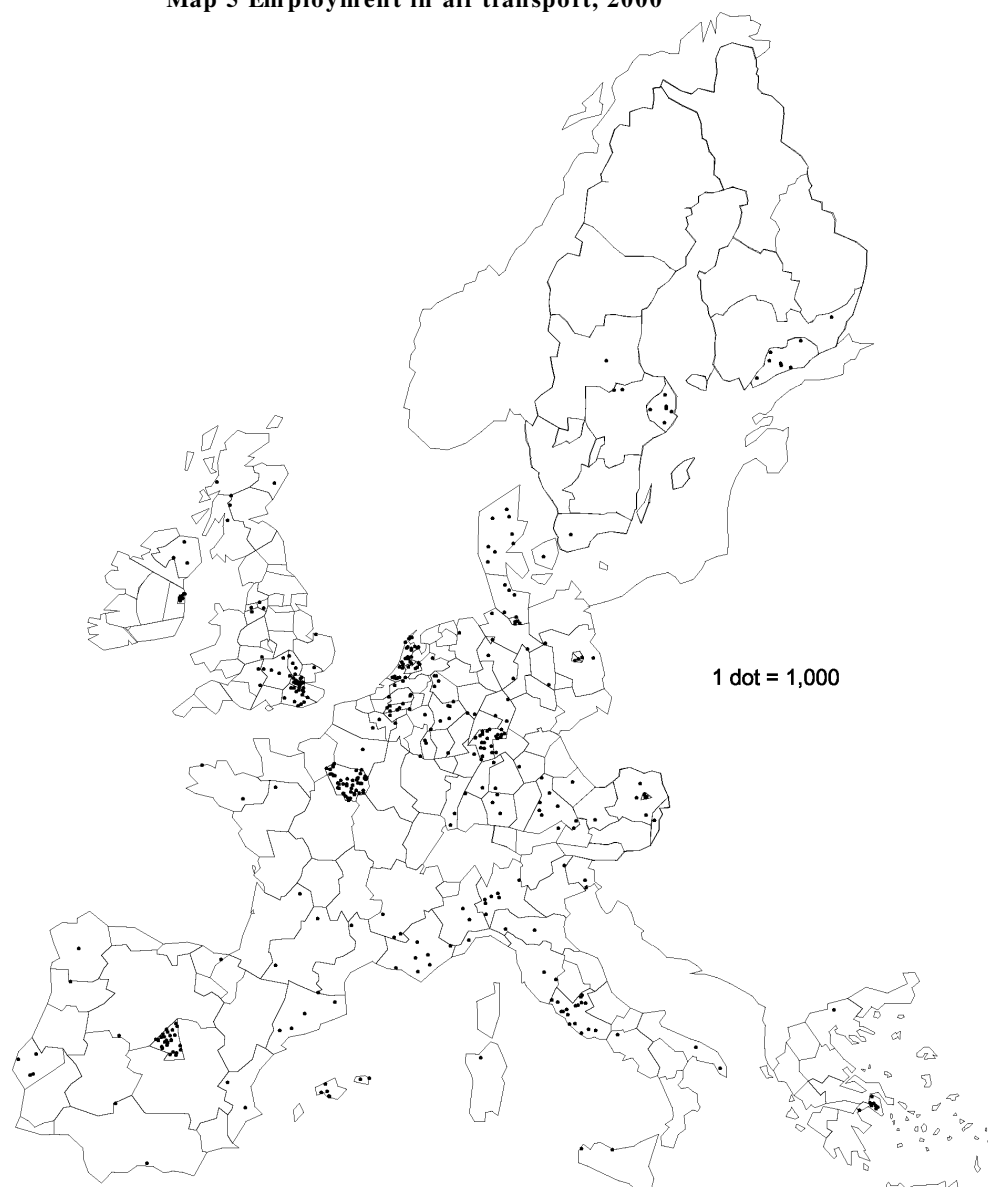 Map 5 Employment in air transport, 2000
1 dot = 1,000